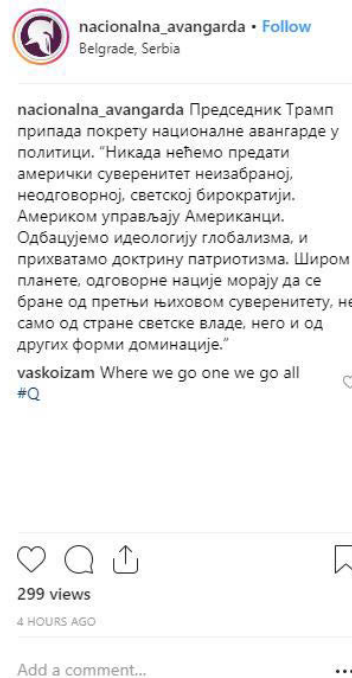 nacionalna_avangarda • Follow
Belgrade, Serbia
nacionalna_avangarda Председник Трамп
припада покрету националне авангарде у
политици. “Никада нећемо предати
амерички суверенитет неизабраној,
неодговорној, светској бирократији.
Америком управљају Американци.
Одбацујемо идеологију глобализма, и
прихватамо доктрину патриотизма. Широм
планете, одговорне нације морају да се
бране од претњи њиховом суверенитету, не
само од стране светске владе, него и од
других форми доминације.”
vaskoizam Where we go one we go all
#Q
299 views
4 HOURS AGO
Add a comment...